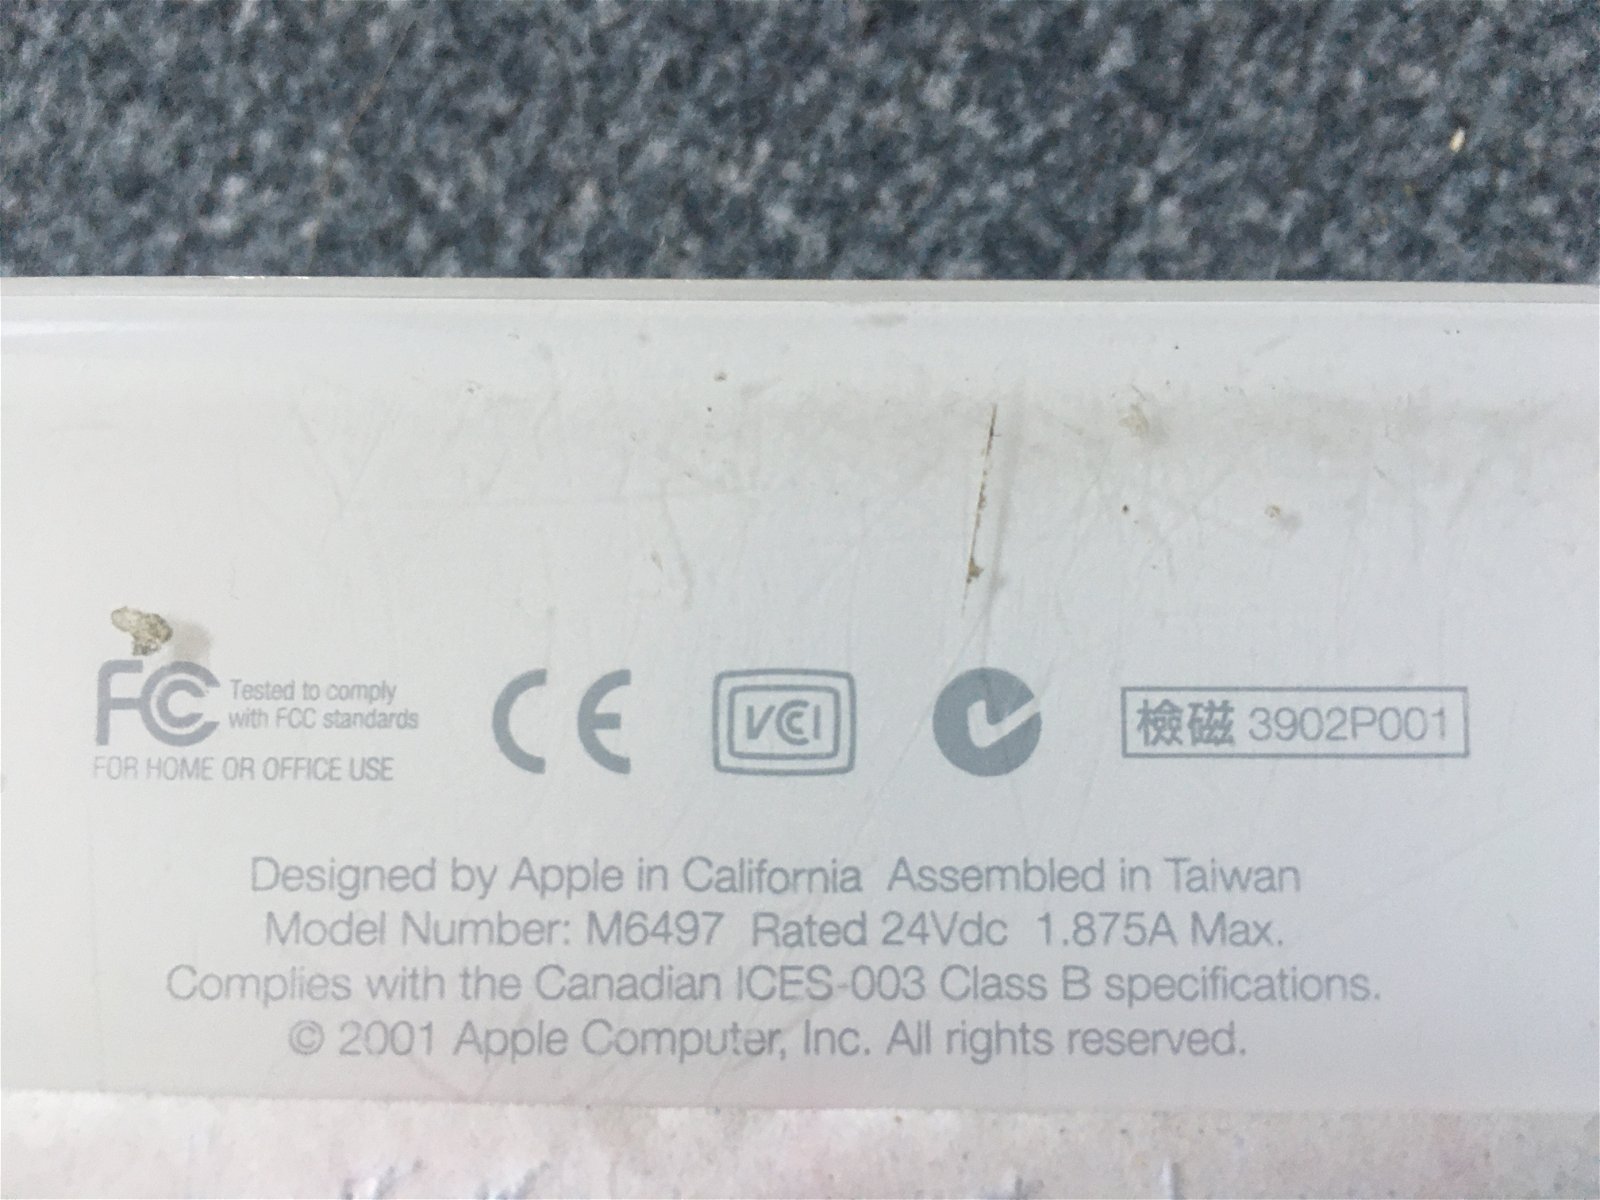 FC Tested to comply
with FCC standards
FOR HOME OR OFFICE USE
CE
VCCI
檢磁 3902P001
Designed by Apple in California Assembled in Taiwan
Model Number: M6497 Rated 24Vdc 1.875A Max.
Complies with the Canadian ICES-003 Class B specifications.
© 2001 Apple Computer, Inc. All rights reserved.